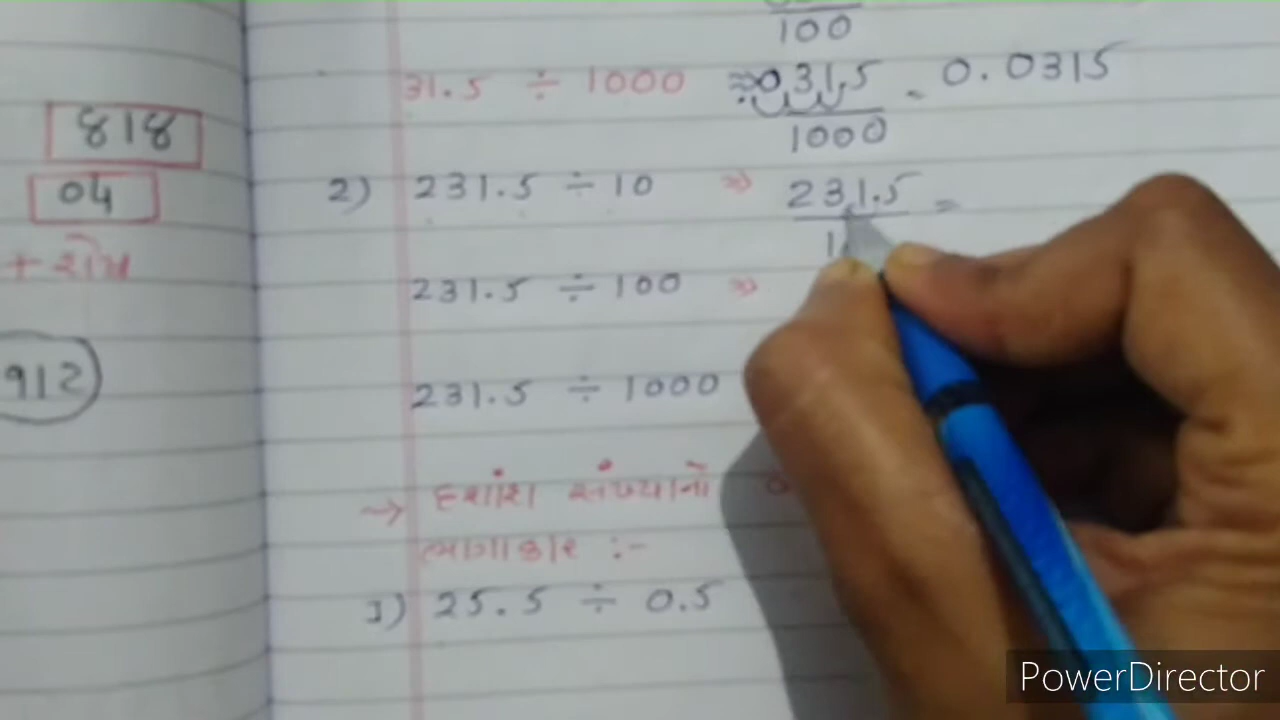 100
31.5 ÷ 1000 ⇒ 031.5 = 0.0315
1000
818
04
2) 231.5 ÷ 10 ⇒ 231.5 =
+ રોમ
231.5 ÷ 100 ⇒
912
231.5 ÷ 1000
→ દશાંશ સંખ્યાનો
ભાગાકાર :-
1) 25.5 ÷ 0.5
PowerDirector